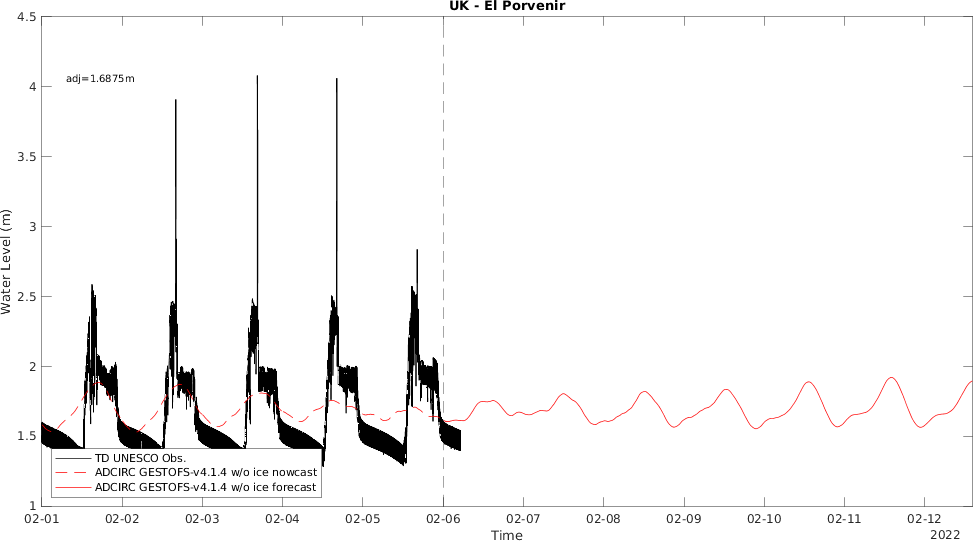 UK - El Porvenir
4.5
4
3.5
3
2.5
2
1.5
1
Water Level (m)
adj=1.6875m
TD UNESCO Obs.
ADCIRC GESTOFS-v4.1.4 w/o ice nowcast
ADCIRC GESTOFS-v4.1.4 w/o ice forecast
02-01 02-02 02-03 02-04 02-05 02-06 02-07 02-08 02-09 02-10 02-11 02-12
Time
2022